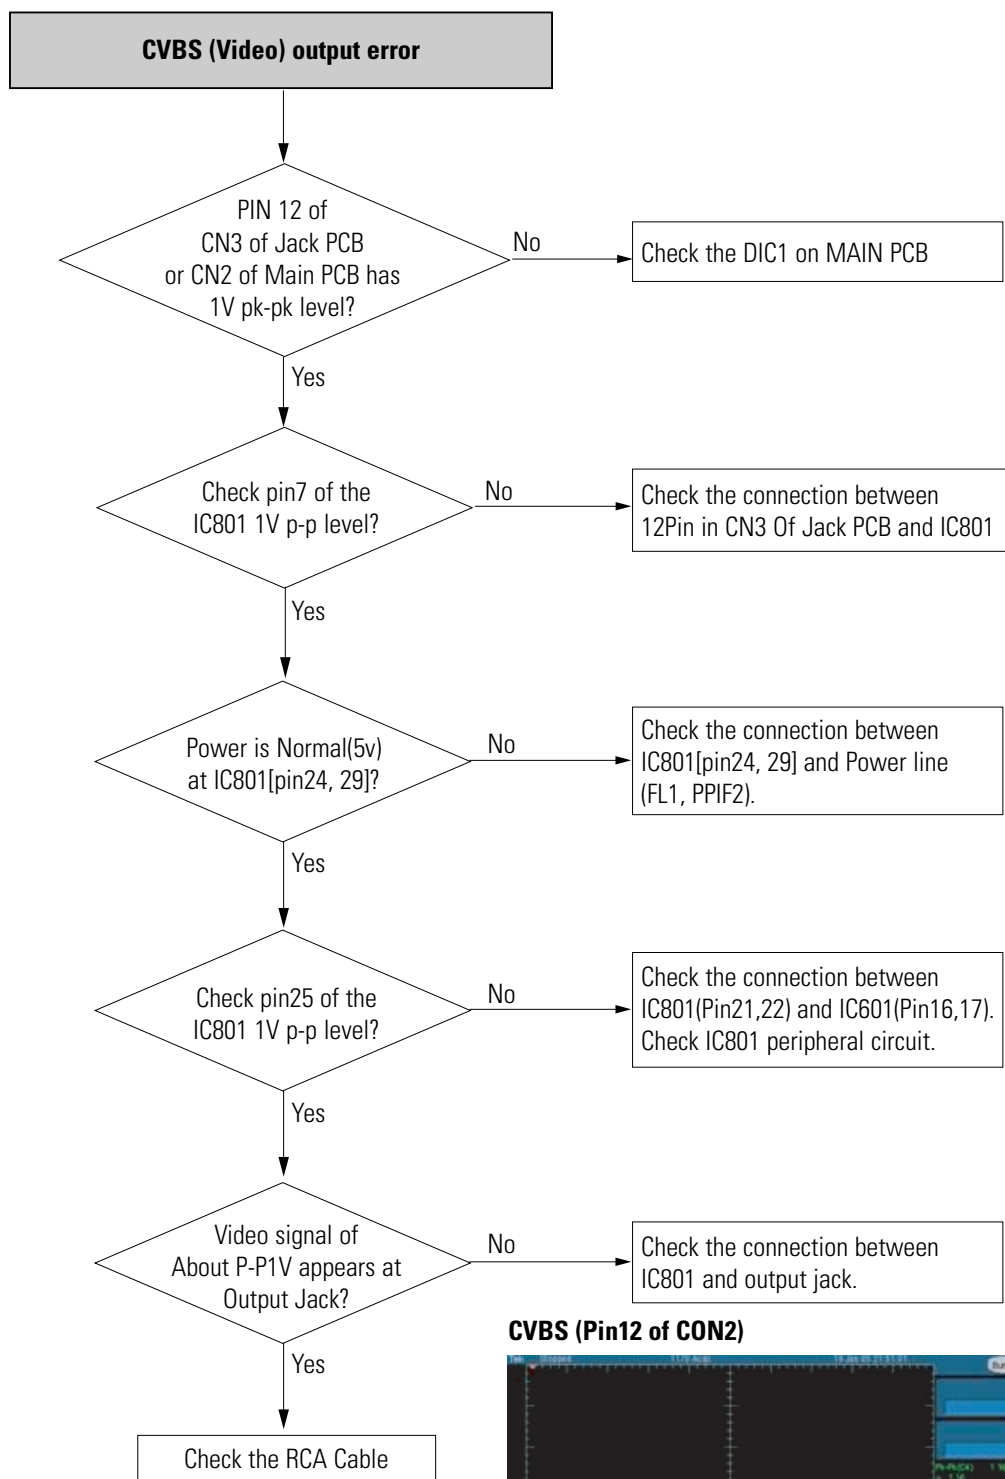 CVBS (Video) output error
PIN 12 of
CN3 of Jack PCB
or CN2 of Main PCB has
1V pk-pk level?
No
Check the DIC1 on MAIN PCB
Yes
Check pin7 of the
IC801 1V p-p level?
No
Check the connection between
12Pin in CN3 Of Jack PCB and IC801
Yes
Power is Normal(5v)
at IC801[pin24, 29]?
No
Check the connection between
IC801[pin24, 29] and Power line
(FL1, PPIF2).
Yes
Check pin25 of the
IC801 1V p-p level?
No
Check the connection between
IC801(Pin21,22) and IC601(Pin16,17).
Check IC801 peripheral circuit.
Yes
Video signal of
About P-P1V appears at
Output Jack?
No
Check the connection between
IC801 and output jack.
Yes
Check the RCA Cable
CVBS (Pin12 of CON2)